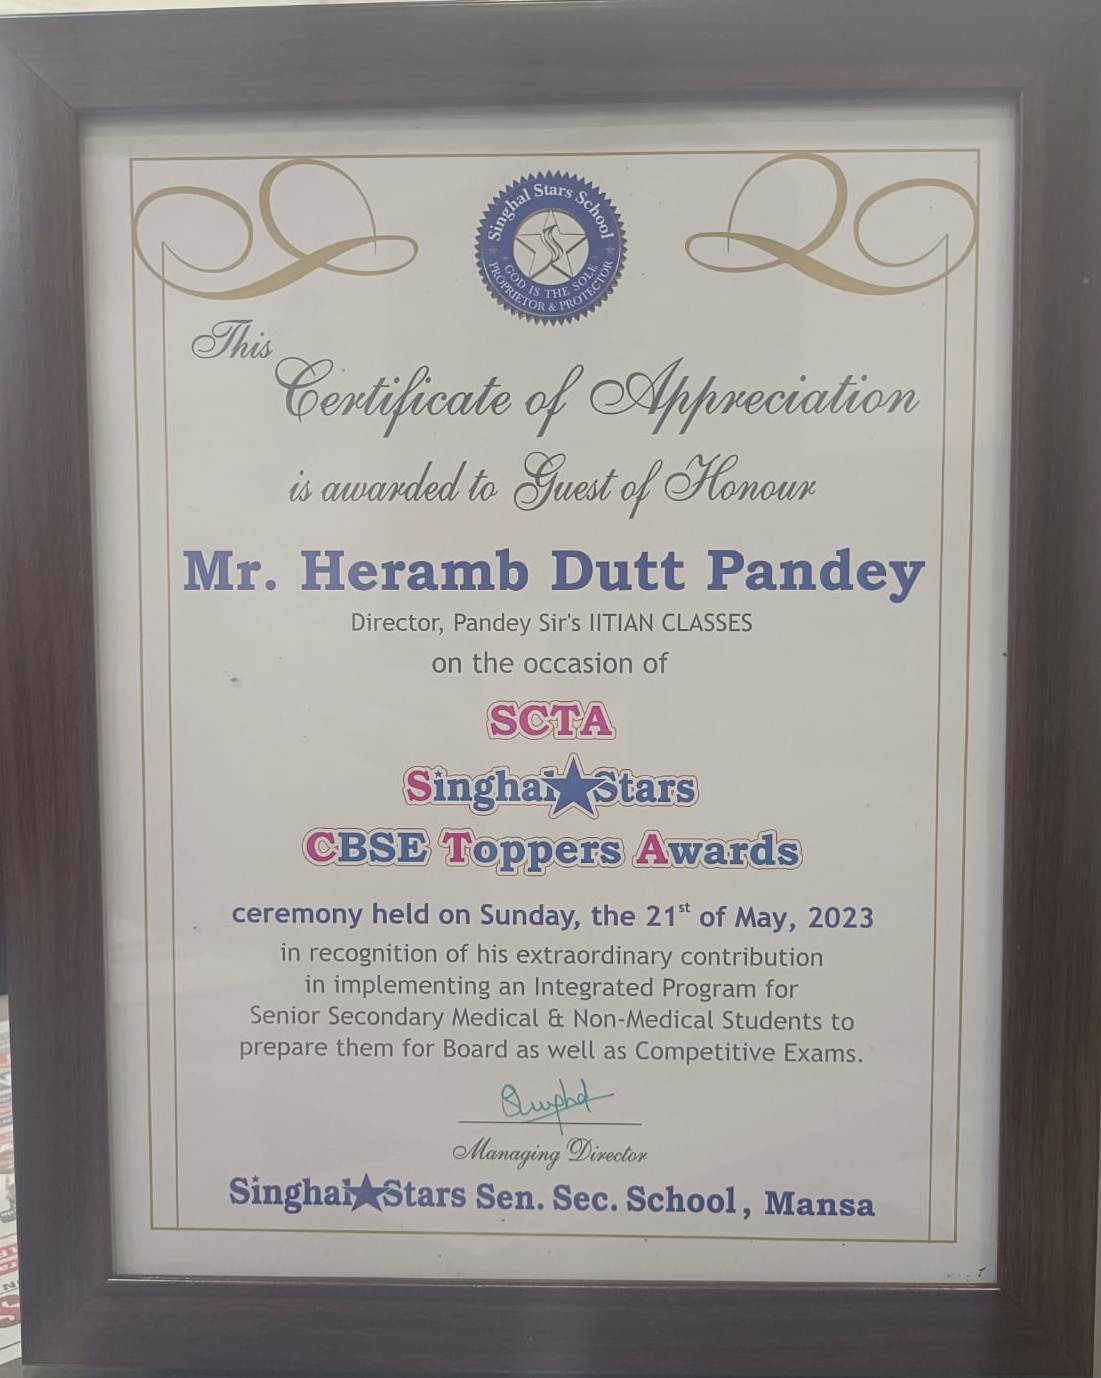 Singhal Stars School
GOD IS THE SOLE
PROPRIETOR & PROTECTOR
This
Certificate of Appreciation
is awarded to Guest of Honour
Mr. Heramb Dutt Pandey
Director, Pandey Sir's IITIAN CLASSES
on the occasion of
SCTA
Singhal Stars
CBSE Toppers Awards
ceremony held on Sunday, the 21st of May, 2023
in recognition of his extraordinary contribution
in implementing an Integrated Program for
Senior Secondary Medical & Non-Medical Students to
prepare them for Board as well as Competitive Exams.
Managing Director
Singhal Stars Sen. Sec. School, Mansa